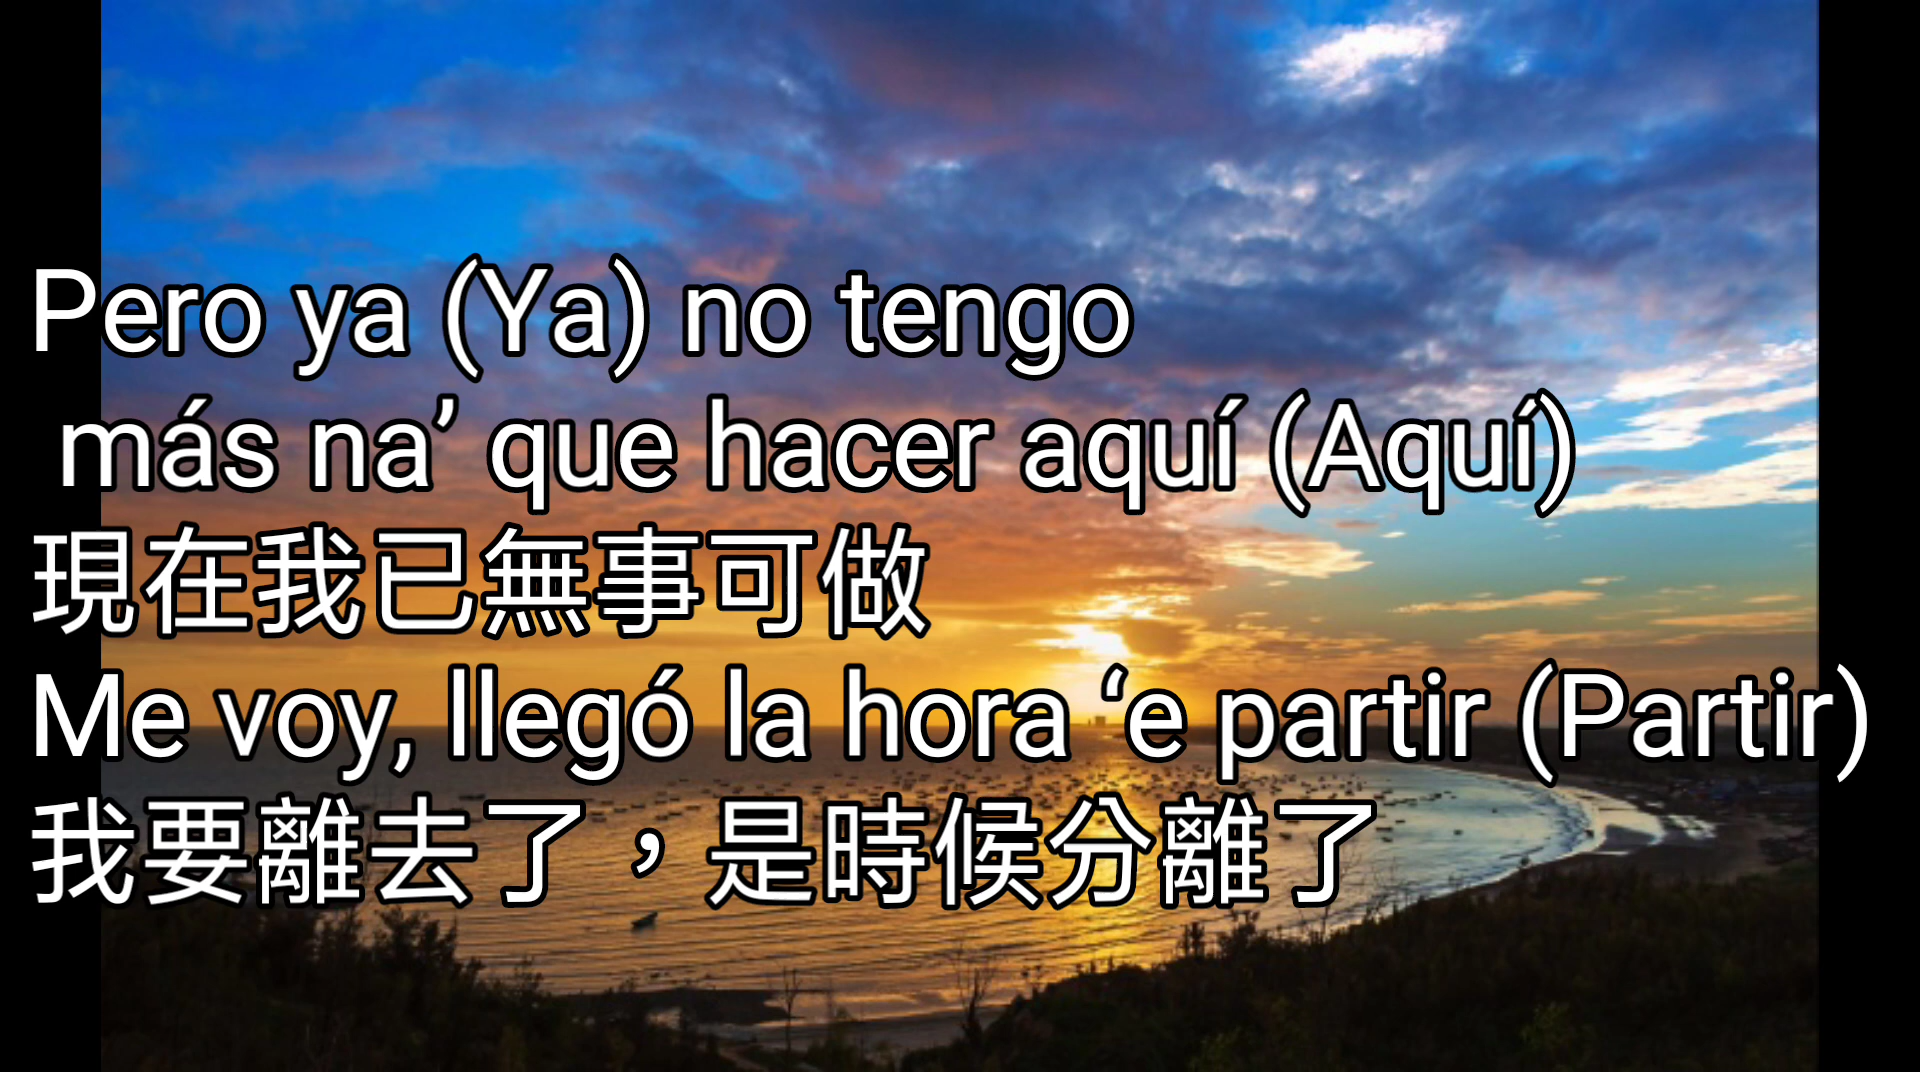 Pero ya (Ya) no tengo
más na’ que hacer aquí (Aquí)
現在我已無事可做
Me voy, llegó la hora ‘e partir (Partir)
我要離去了，是時候分離了